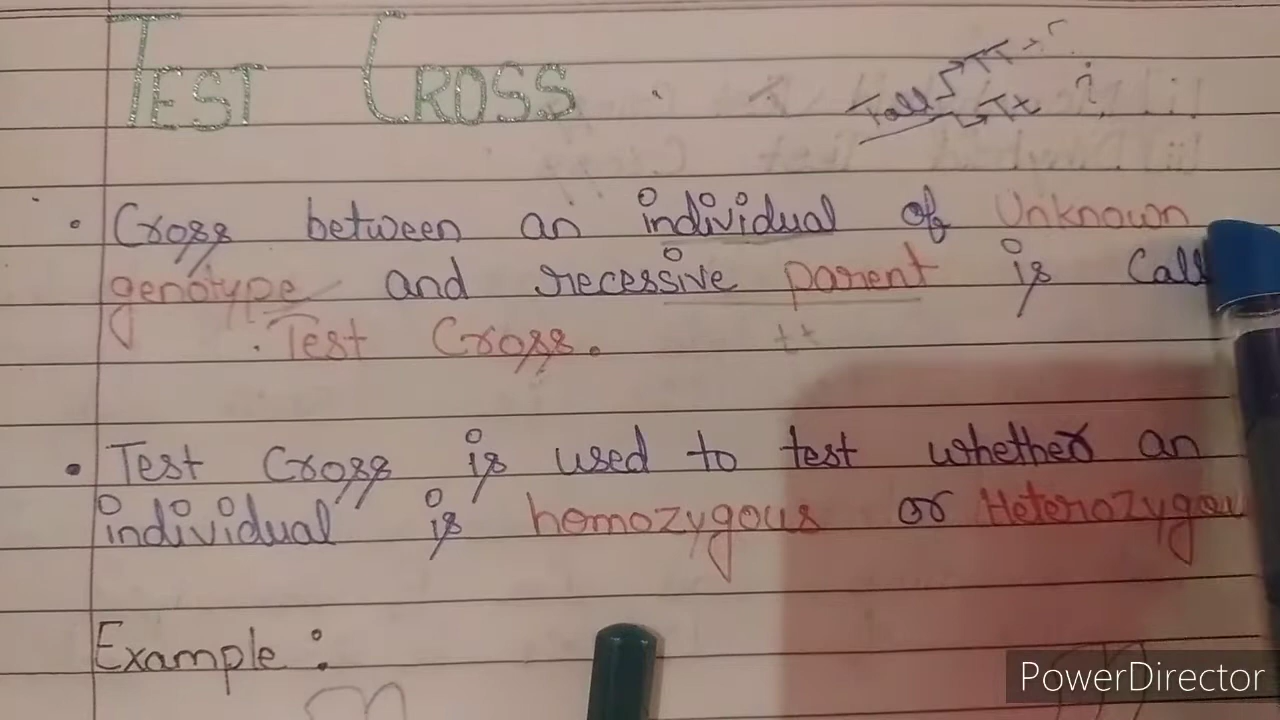 TEST CROSS
Tall → TT → ?
→ Tt ?
• Cross between an individual of Unknown
genotype and recessive parent is Call
. Test Cross.
tt
• Test Cross is used to test whether an
individual is homozygous or Heterozygou
Example :
PowerDirector